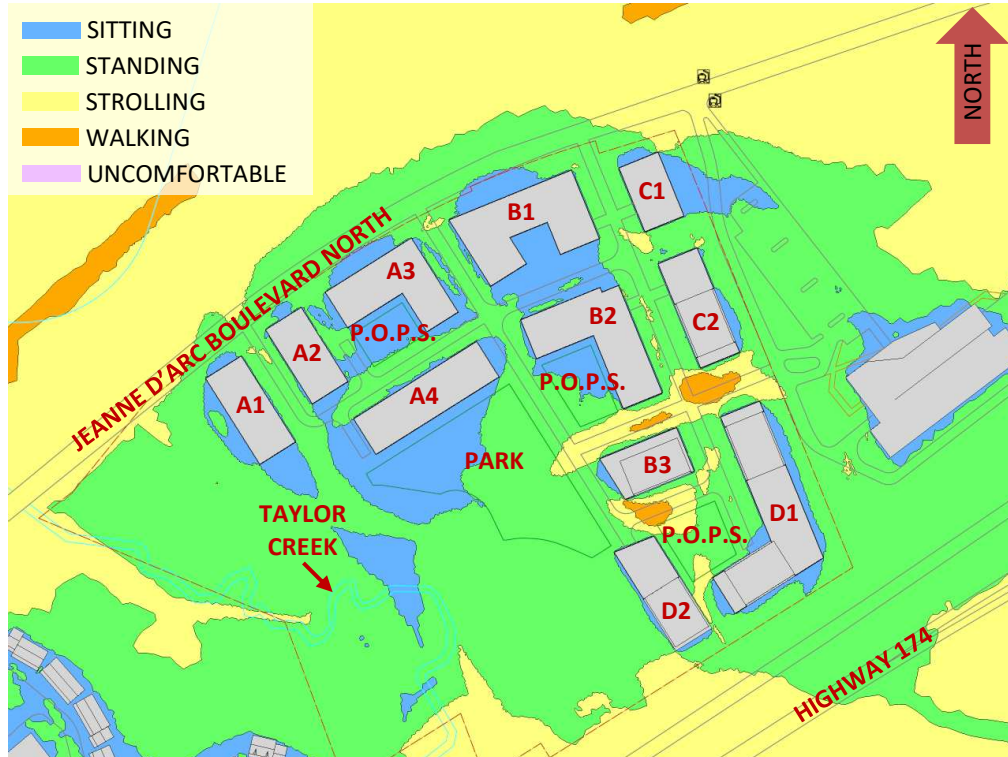 SITTING
STANDING
STROLLING
WALKING
UNCOMFORTABLE
NORTH
JEANNE D'ARC BOULEVARD NORTH
C1
B1
A3
B2
C2
P.O.P.S.
A2
A1
A4
P.O.P.S.
PARK
B3
D1
TAYLOR
CREEK
P.O.P.S.
D2
HIGHWAY 174